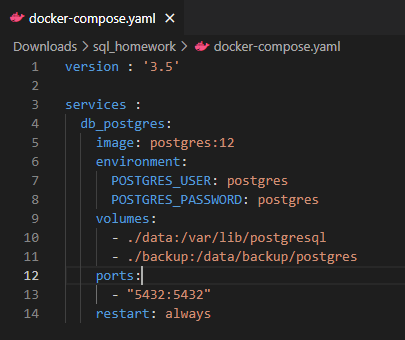 docker-compose.yaml ×
Downloads > sql_homework > docker-compose.yaml
1 version : '3.5'
2
3 services :
4 db_postgres:
5 image: postgres:12
6 environment:
7 POSTGRES_USER: postgres
8 POSTGRES_PASSWORD: postgres
9 volumes:
10 - ./data:/var/lib/postgresql
11 - ./backup:/data/backup/postgres
12 ports:
13 - "5432:5432"
14 restart: always